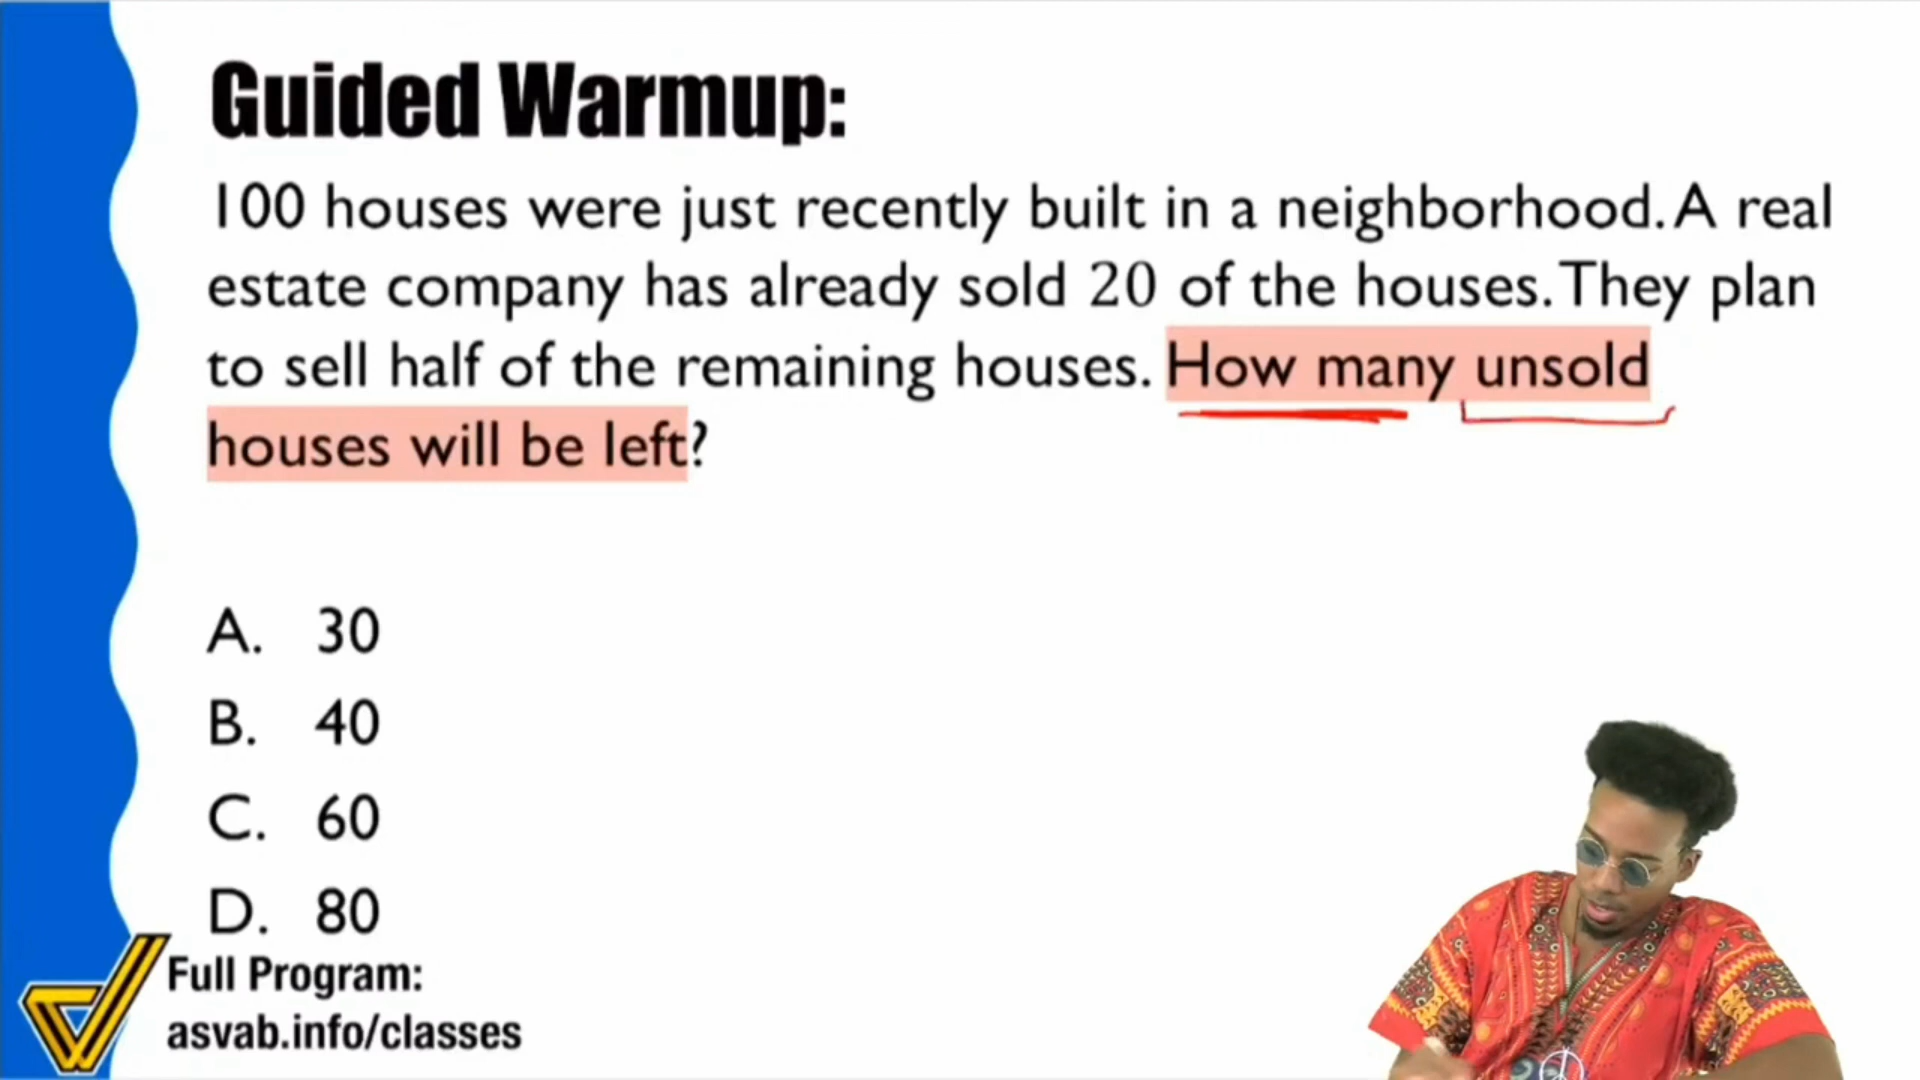 Guided Warmup:
100 houses were just recently built in a neighborhood. A real
estate company has already sold 20 of the houses. They plan
to sell half of the remaining houses. How many unsold
houses will be left?
A. 30
B. 40
C. 60
D. 80
Full Program:
asvab.info/classes